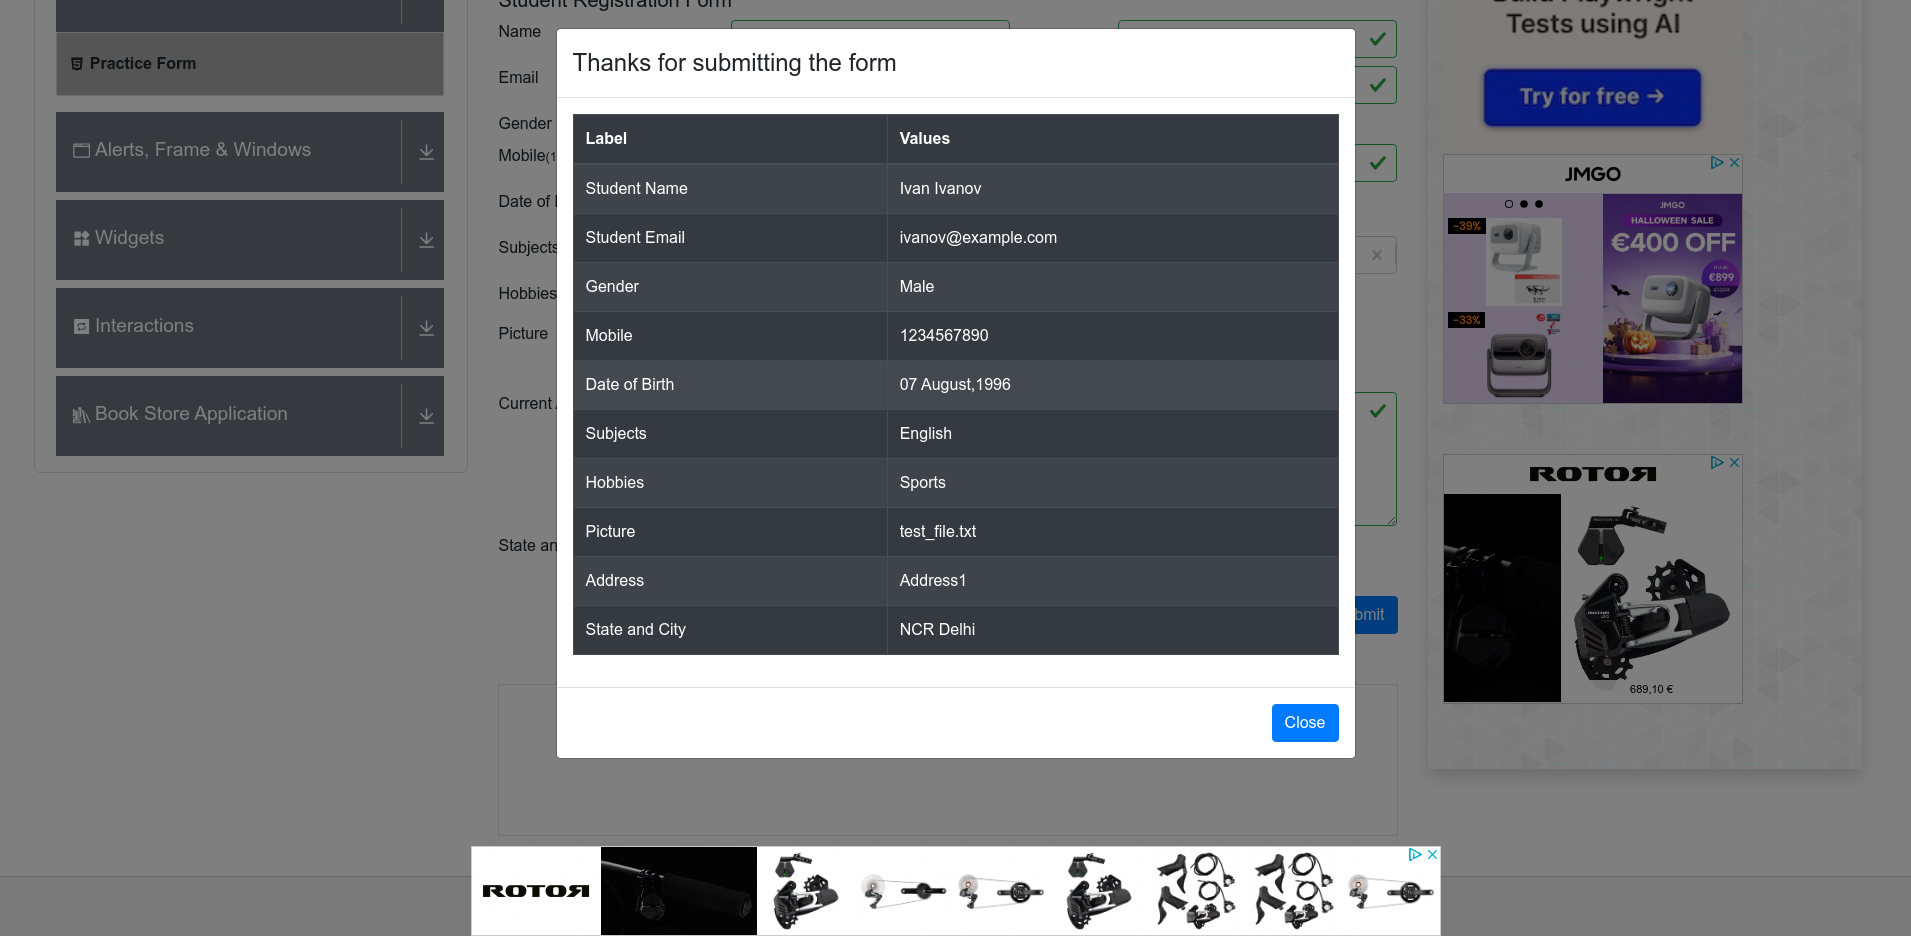 Student Registration Form
Name
Practice Form
Email
Gender
Mobile(1
Date of
Subjects
Hobbies
Picture
Current
State an
bmit
Alerts, Frame & Windows
Widgets
Interactions
Book Store Application
Thanks for submitting the form
Label Values
Student Name Ivan Ivanov
Student Email ivanov@example.com
Gender Male
Mobile 1234567890
Date of Birth 07 August,1996
Subjects English
Hobbies Sports
Picture test_file.txt
Address Address1
State and City NCR Delhi
Close
Build Playwright
Tests using AI
Try for free →
JMGO
-39%
-33%
JMGO
HALLOWEEN SALE
€400 OFF
€899
ROTOR
689,10 €
ROTOR